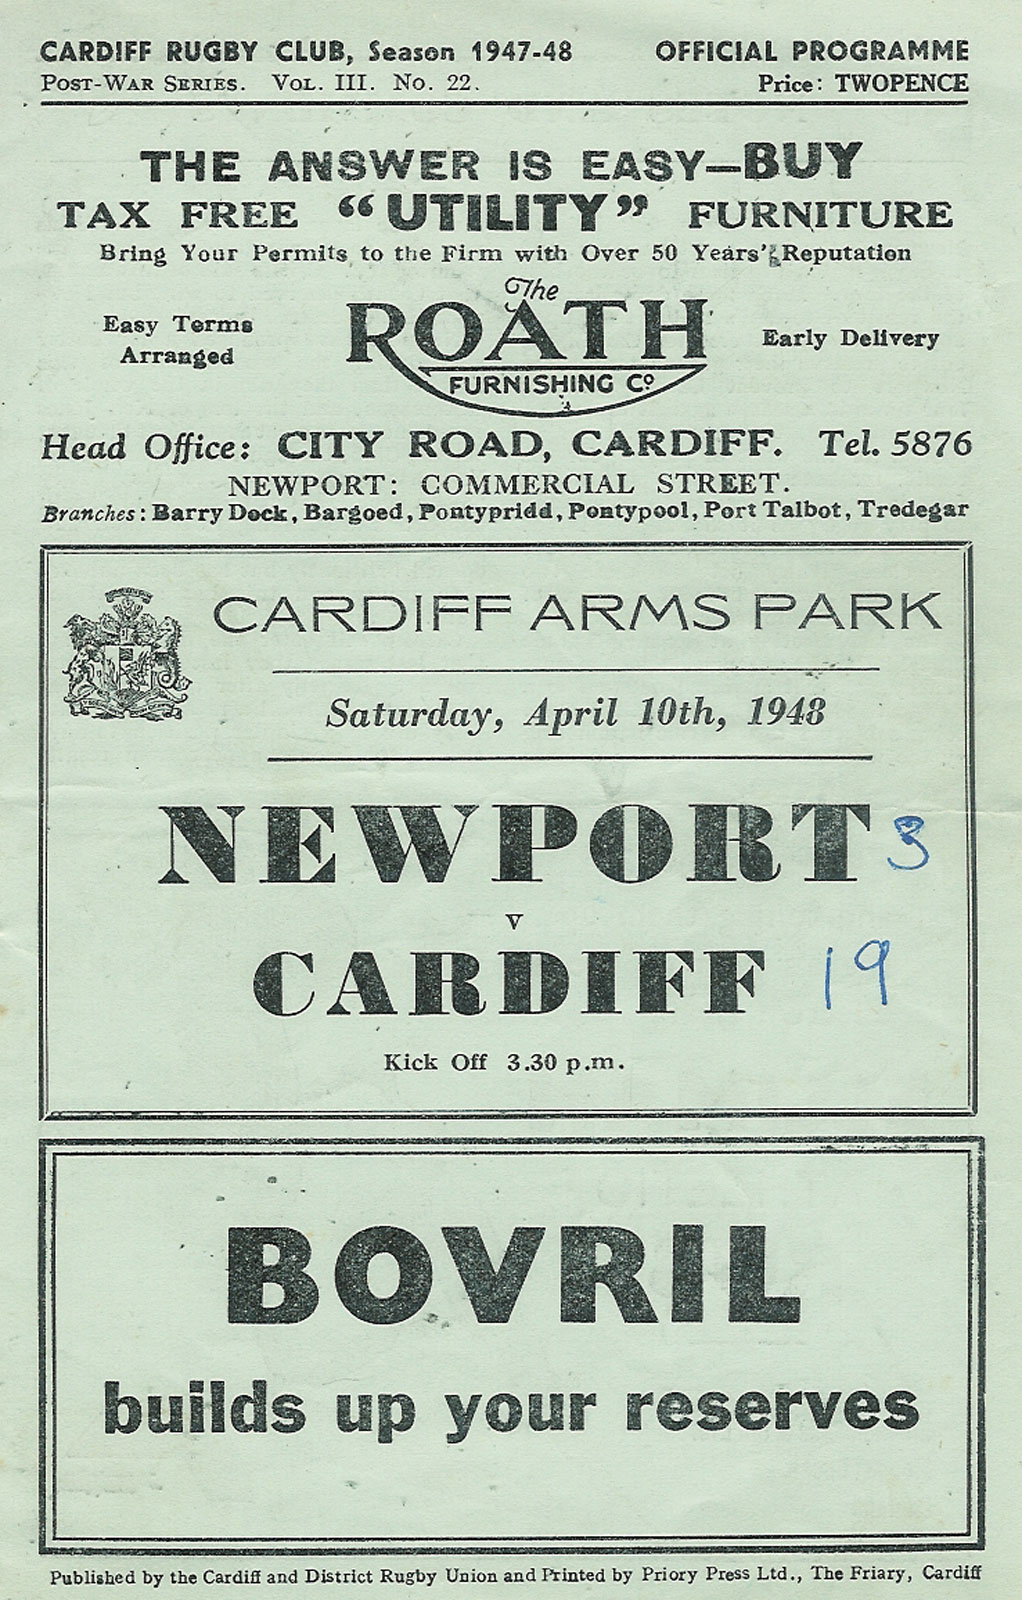 CARDIFF RUGBY CLUB, Season 1947-48 OFFICIAL PROGRAMME
POST-WAR SERIES. VOL. III. No. 22. Price: TWOPENCE
THE ANSWER IS EASY—BUY
TAX FREE "UTILITY" FURNITURE
Bring Your Permits to the Firm with Over 50 Years' Reputation
The
Easy Terms
Arranged
ROATH
FURNISHING Co.
Early Delivery
Head Office: CITY ROAD, CARDIFF. Tel. 5876
NEWPORT: COMMERCIAL STREET.
Branches: Barry Dock, Bargoed, Pontypridd, Pontypool, Port Talbot, Tredegar
CARDIFF ARMS PARK
Saturday, April 10th, 1948
NEWPORT 3
v
CARDIFF 19
Kick Off 3.30 p.m.
BOVRIL
builds up your reserves
Published by the Cardiff and District Rugby Union and Printed by Priory Press Ltd., The Friary, Cardiff